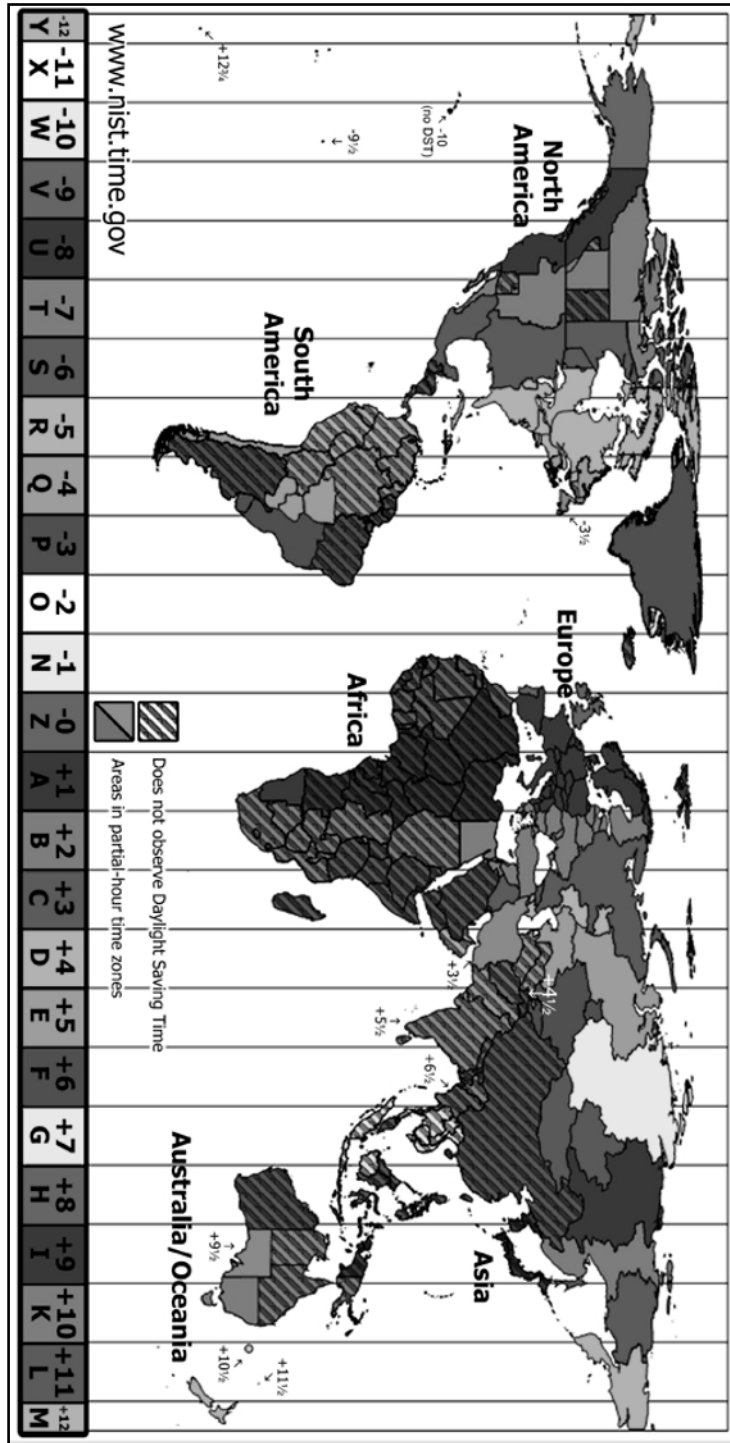 +12¾
-10
(no DST)
-9½
North
America
-3½
Europe
+4½
Asia
South
America
Africa
+3½
+5½
+6½
Australia/Oceania
+9½
+10½
+11½
www.nist.time.gov
Does not observe Daylight Saving Time
Areas in partial-hour time zones
-12 -11 -10 -9 -8 -7 -6 -5 -4 -3 -2 -1 -0 +1 +2 +3 +4 +5 +6 +7 +8 +9 +10 +11 +12
Y X W V U T S R Q P O N Z A B C D E F G H I K L M